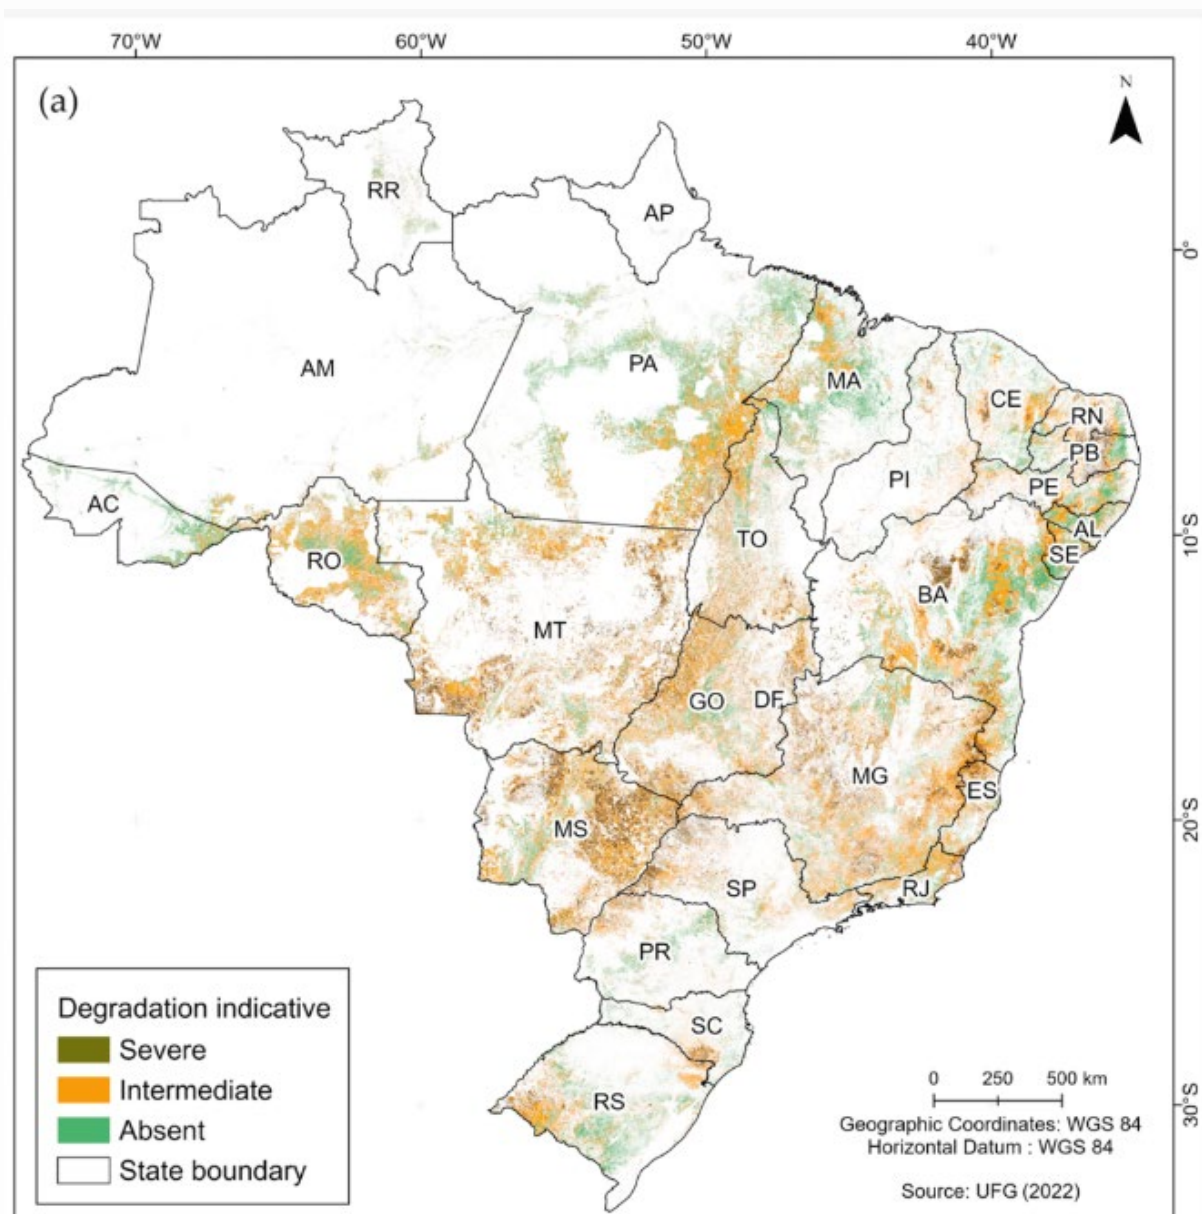 70°W 60°W 50°W 40°W
(a)
N
RR
AP
0°
AM
PA
MA
CE
RN
PB
PI
PE
AC
AL
10°S
TO
SE
RO
BA
MT
GO
DF
MG
ES
MS
20°S
SP
RJ
PR
SC
RS
30°S
Degradation indicative
Severe
Intermediate
Absent
State boundary
0 250 500 km
Geographic Coordinates: WGS 84
Horizontal Datum : WGS 84
Source: UFG (2022)